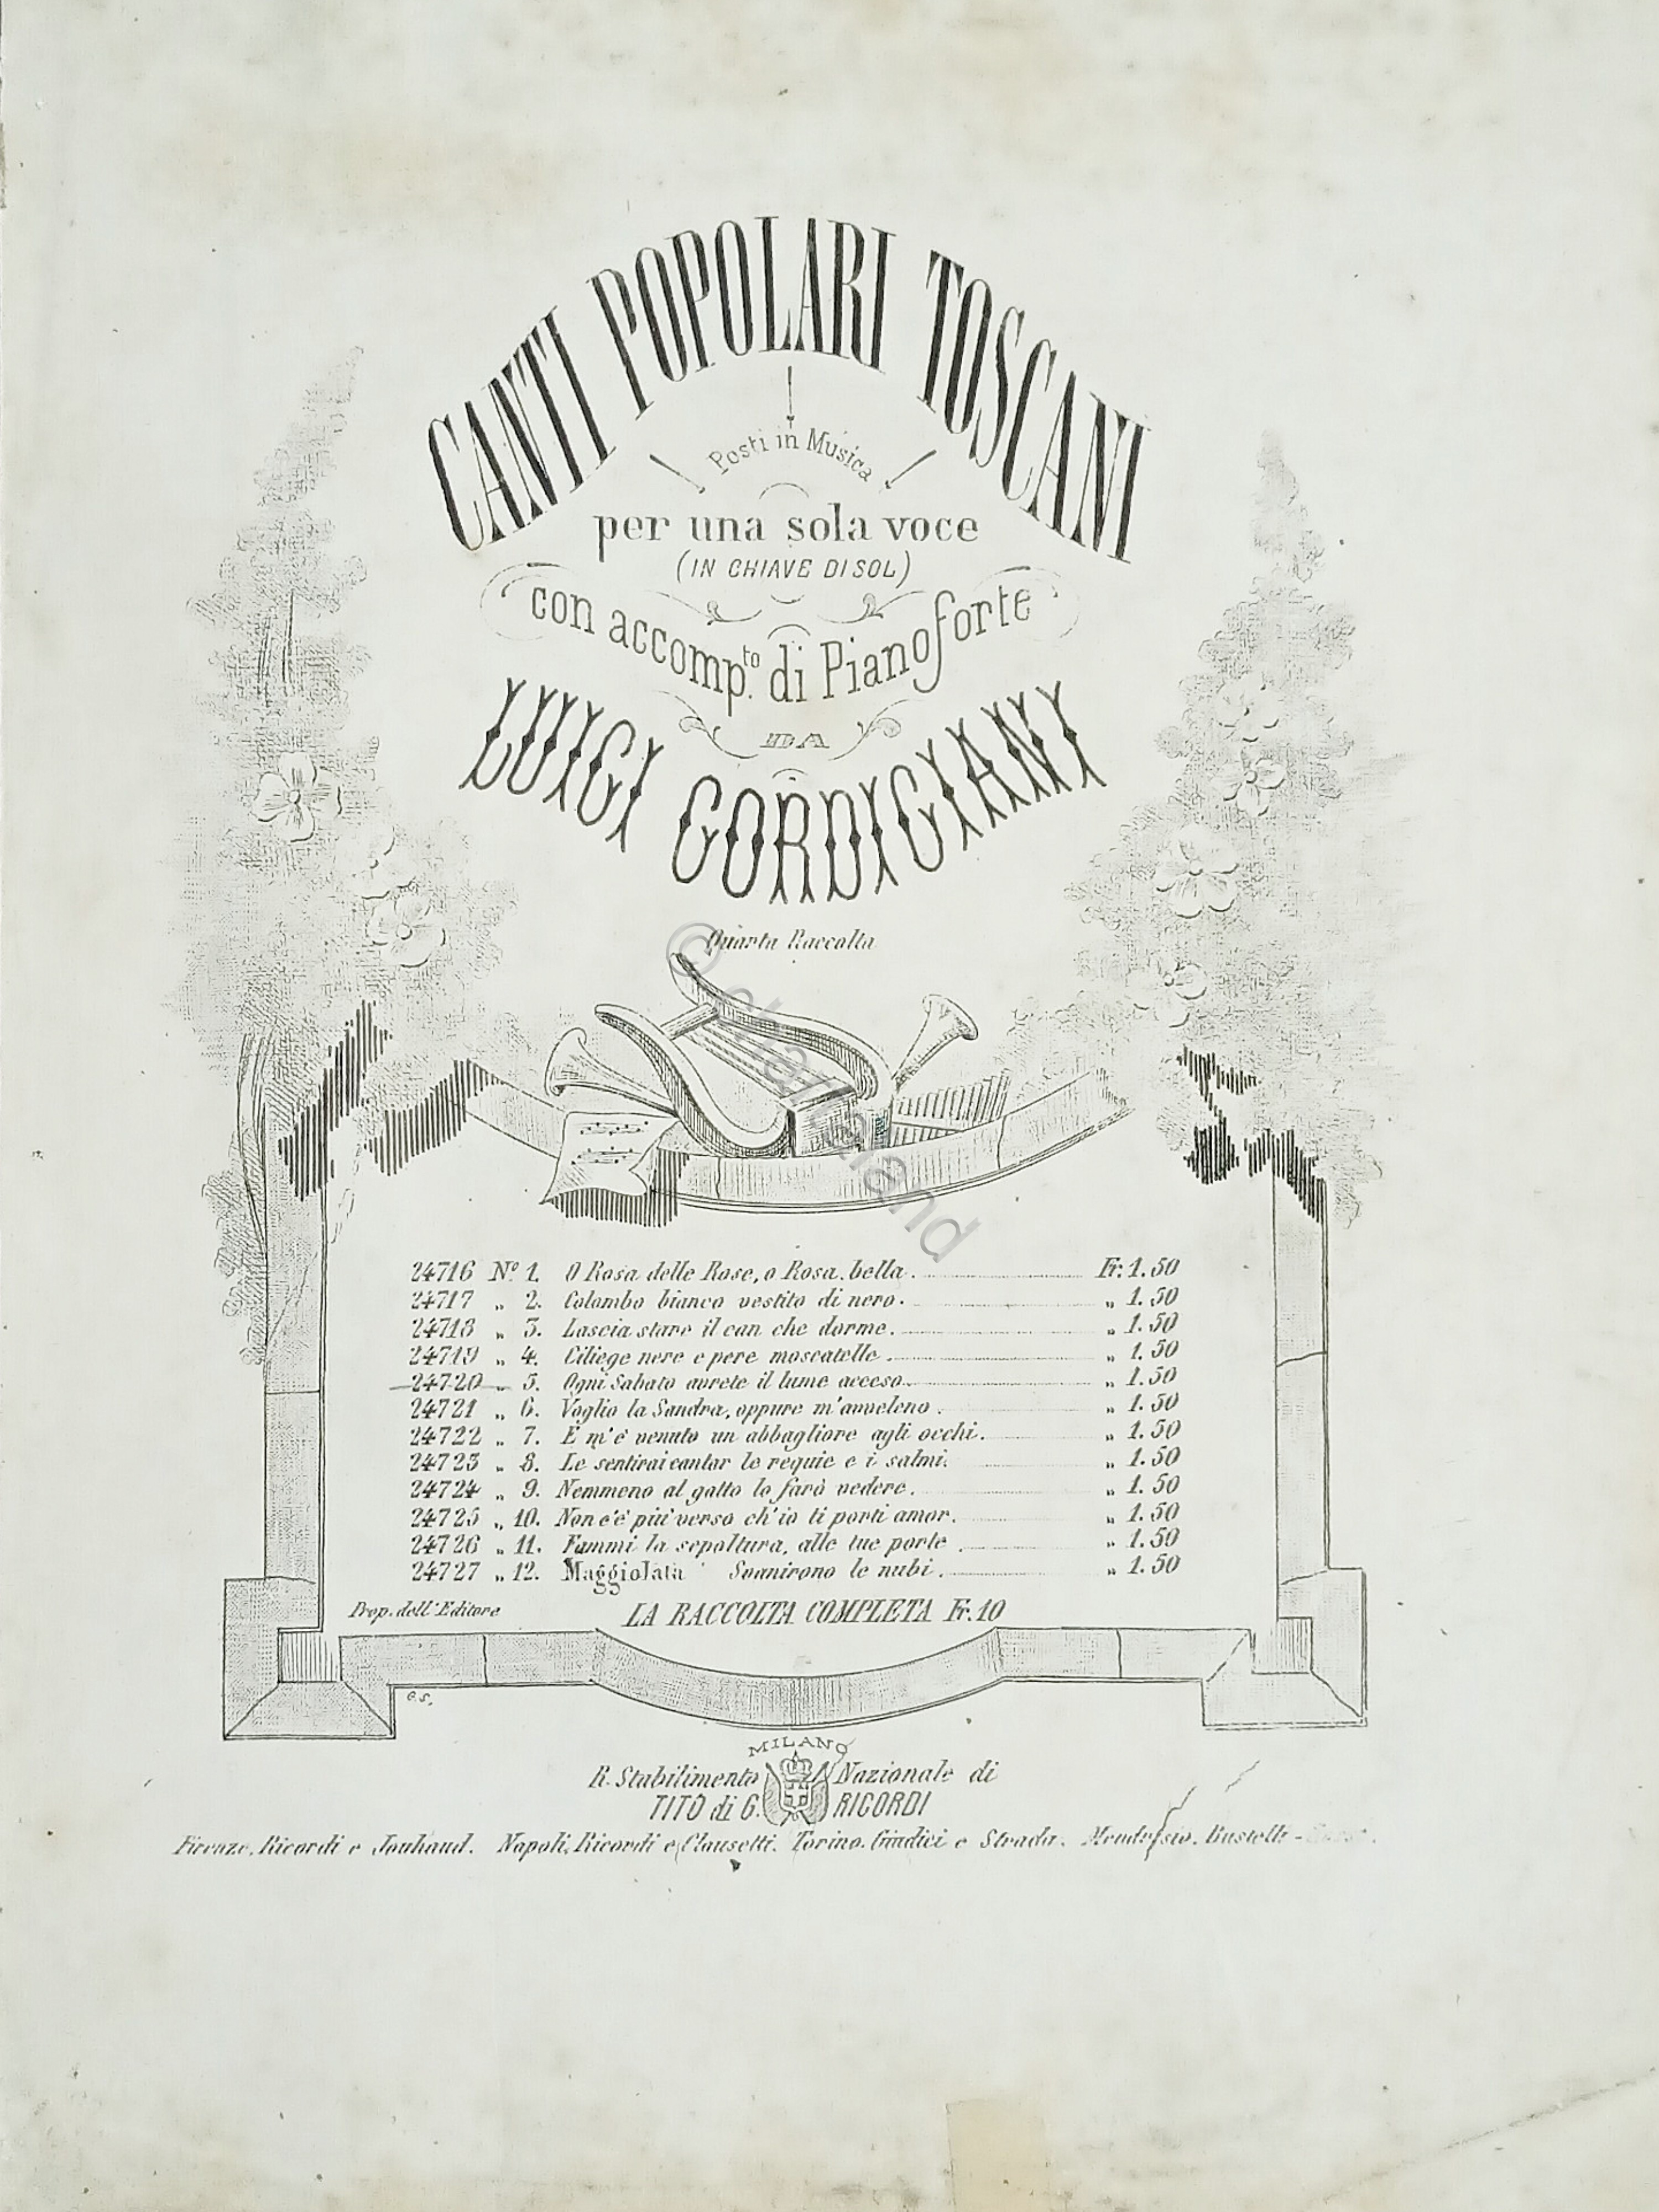 CANTI POPOLARI TOSCANI
Posti in Musica
per una sola voce
(IN CHIAVE DI SOL)
con accomp.to di Pianoforte
DA
LUIGI GORDIGIANI
Quarta Raccolta
24716 No. 1. O Rosa delle Rose, o Rosa bella. Fr. 1.50
24717 „ 2. Colombo bianco vestito di nero. „ 1.50
24718 „ 3. Lascia stare il can che dorme. „ 1.50
24719 „ 4. Ciliege nere e pere moscatelle. „ 1.50
24720 „ 5. Ogni Sabato avrete il lume acceso. „ 1.50
24721 „ 6. Voglio la Sandra, oppure m'avveleno. „ 1.50
24722 „ 7. E m'è venuto un abbagliore agli occhi. „ 1.50
24723 „ 8. Le sentirai cantar le requie e i salmi. „ 1.50
24724 „ 9. Nemmeno al gatto lo farò vedere. „ 1.50
24725 „ 10. Non c'è più verso ch'io ti porti amor. „ 1.50
24726 „ 11. Fammi la sepoltura, alle tue porte. „ 1.50
24727 „ 12. Maggiolata Svanirono le nubi. „ 1.50
Prop. dell'Editore
LA RACCOLTA COMPLETA Fr. 10
G.S.
MILANO
R. Stabilimento Nazionale di
TITO di G. RICORDI
Firenze, Ricordi e Jouhaud. Napoli, Ricordi e Clausetti. Torino. Giudici e Strada. Mendrisio. Bustelli-
© chartaland